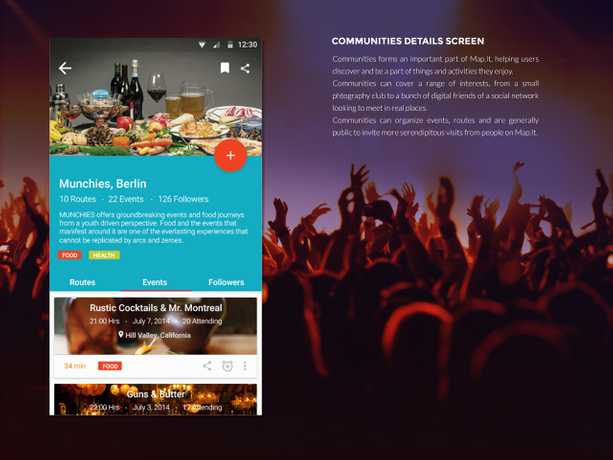 12:30
COMMUNITIES DETAILS SCREEN
Communities forms an important part of Map.It, helping users
discover and be a part of things and activities they enjoy.
Communities can cover a range of interests, from a small
photography club to a bunch of digital friends of a social network
looking to meet in real places.
Communities can organize events, routes and are generally
public to invite more serendipitous visits from people on Map.It.
+
Munchies, Berlin
10 Routes · 22 Events · 126 Followers
MUNCHIES offers groundbreaking events and food journeys
from a youth driven perspective. Food and the events that
manifest around it are one of the everlasting experiences that
cannot be replicated by arcs and zeroes.
FOOD HEALTH
Routes Events Followers
Rustic Cocktails & Mr. Montreal
21:00 Hrs · July 7, 2014 · 20 Attending
Hill Valley, California
34 min FOOD
Guns & Butter
22:00 Hrs · July 3, 2014 · 17 Attending